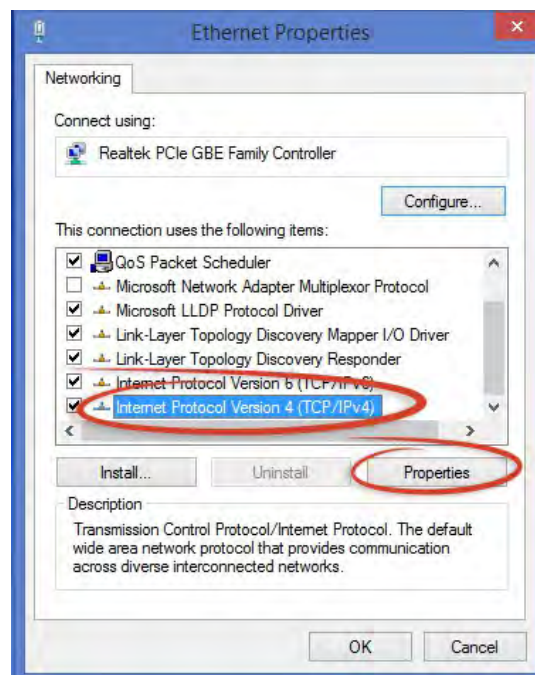 Ethernet Properties
Networking
Connect using:
Realtek PCIe GBE Family Controller
Configure...
This connection uses the following items:
QoS Packet Scheduler
Microsoft Network Adapter Multiplexor Protocol
Microsoft LLDP Protocol Driver
Link-Layer Topology Discovery Mapper I/O Driver
Link-Layer Topology Discovery Responder
Internet Protocol Version 6 (TCP/IPv6)
Internet Protocol Version 4 (TCP/IPv4)
Install...
Uninstall
Properties
Description
Transmission Control Protocol/Internet Protocol. The default
wide area network protocol that provides communication
across diverse interconnected networks.
OK
Cancel